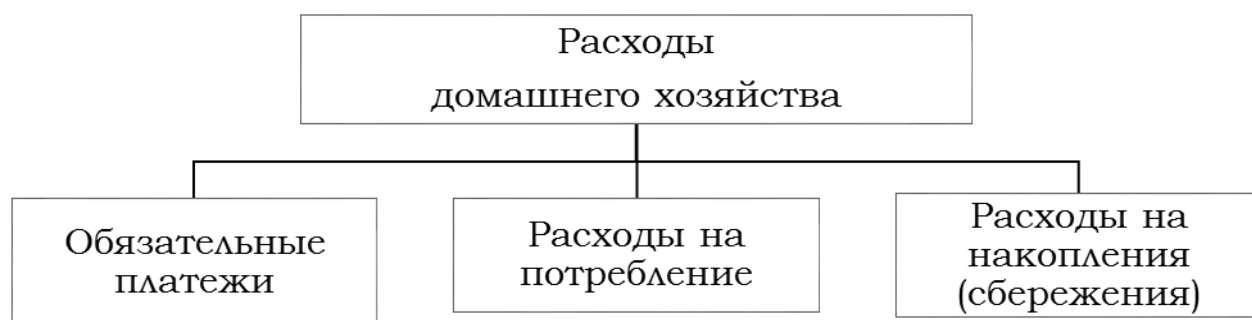 Расходы
домашнего хозяйства
Обязательные
платежи
Расходы на
потребление
Расходы на
накопления
(сбережения)